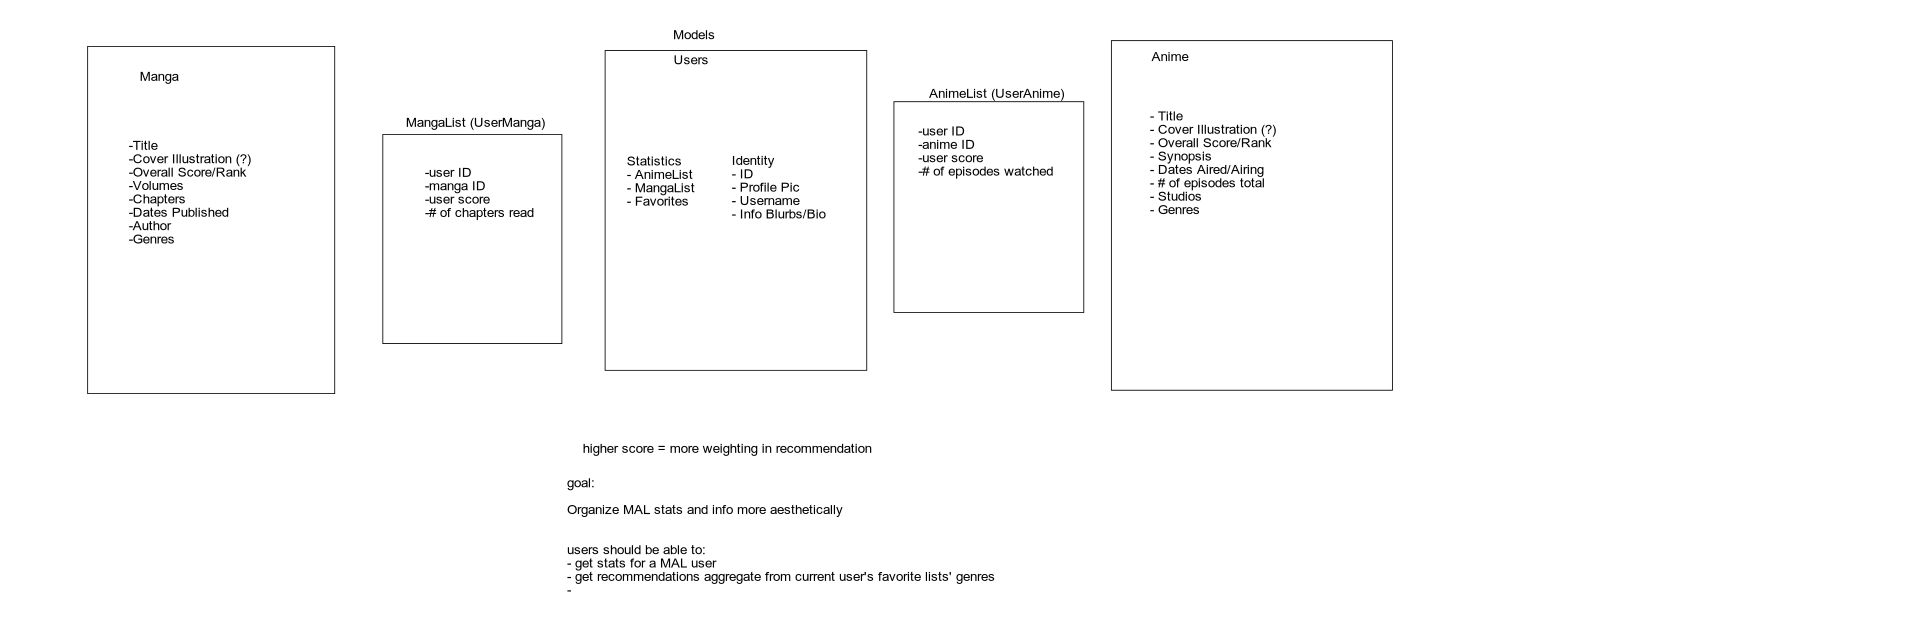 Models
Manga
-Title
-Cover Illustration (?)
-Overall Score/Rank
-Volumes
-Chapters
-Dates Published
-Author
-Genres
MangaList (UserManga)
-user ID
-manga ID
-user score
-# of chapters read
Users
Statistics
- AnimeList
- MangaList
- Favorites
Identity
- ID
- Profile Pic
- Username
- Info Blurbs/Bio
AnimeList (UserAnime)
-user ID
-anime ID
-user score
-# of episodes watched
Anime
- Title
- Cover Illustration (?)
- Overall Score/Rank
- Synopsis
- Dates Aired/Airing
- # of episodes total
- Studios
- Genres
higher score = more weighting in recommendation
goal:
Organize MAL stats and info more aesthetically
users should be able to:
- get stats for a MAL user
- get recommendations aggregate from current user's favorite lists' genres
-